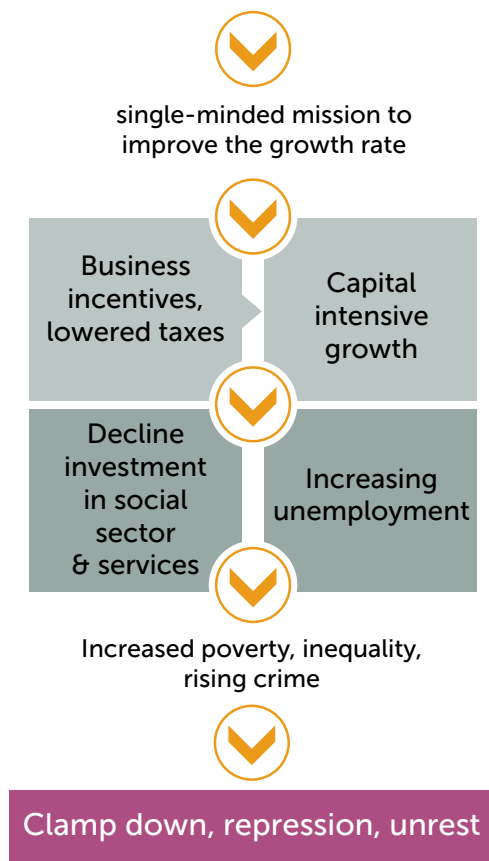 single-minded mission to
improve the growth rate
Business
incentives,
lowered taxes
Capital
intensive
growth
Decline
investment
in social
sector
& services
Increasing
unemployment
Increased poverty, inequality,
rising crime
Clamp down, repression, unrest